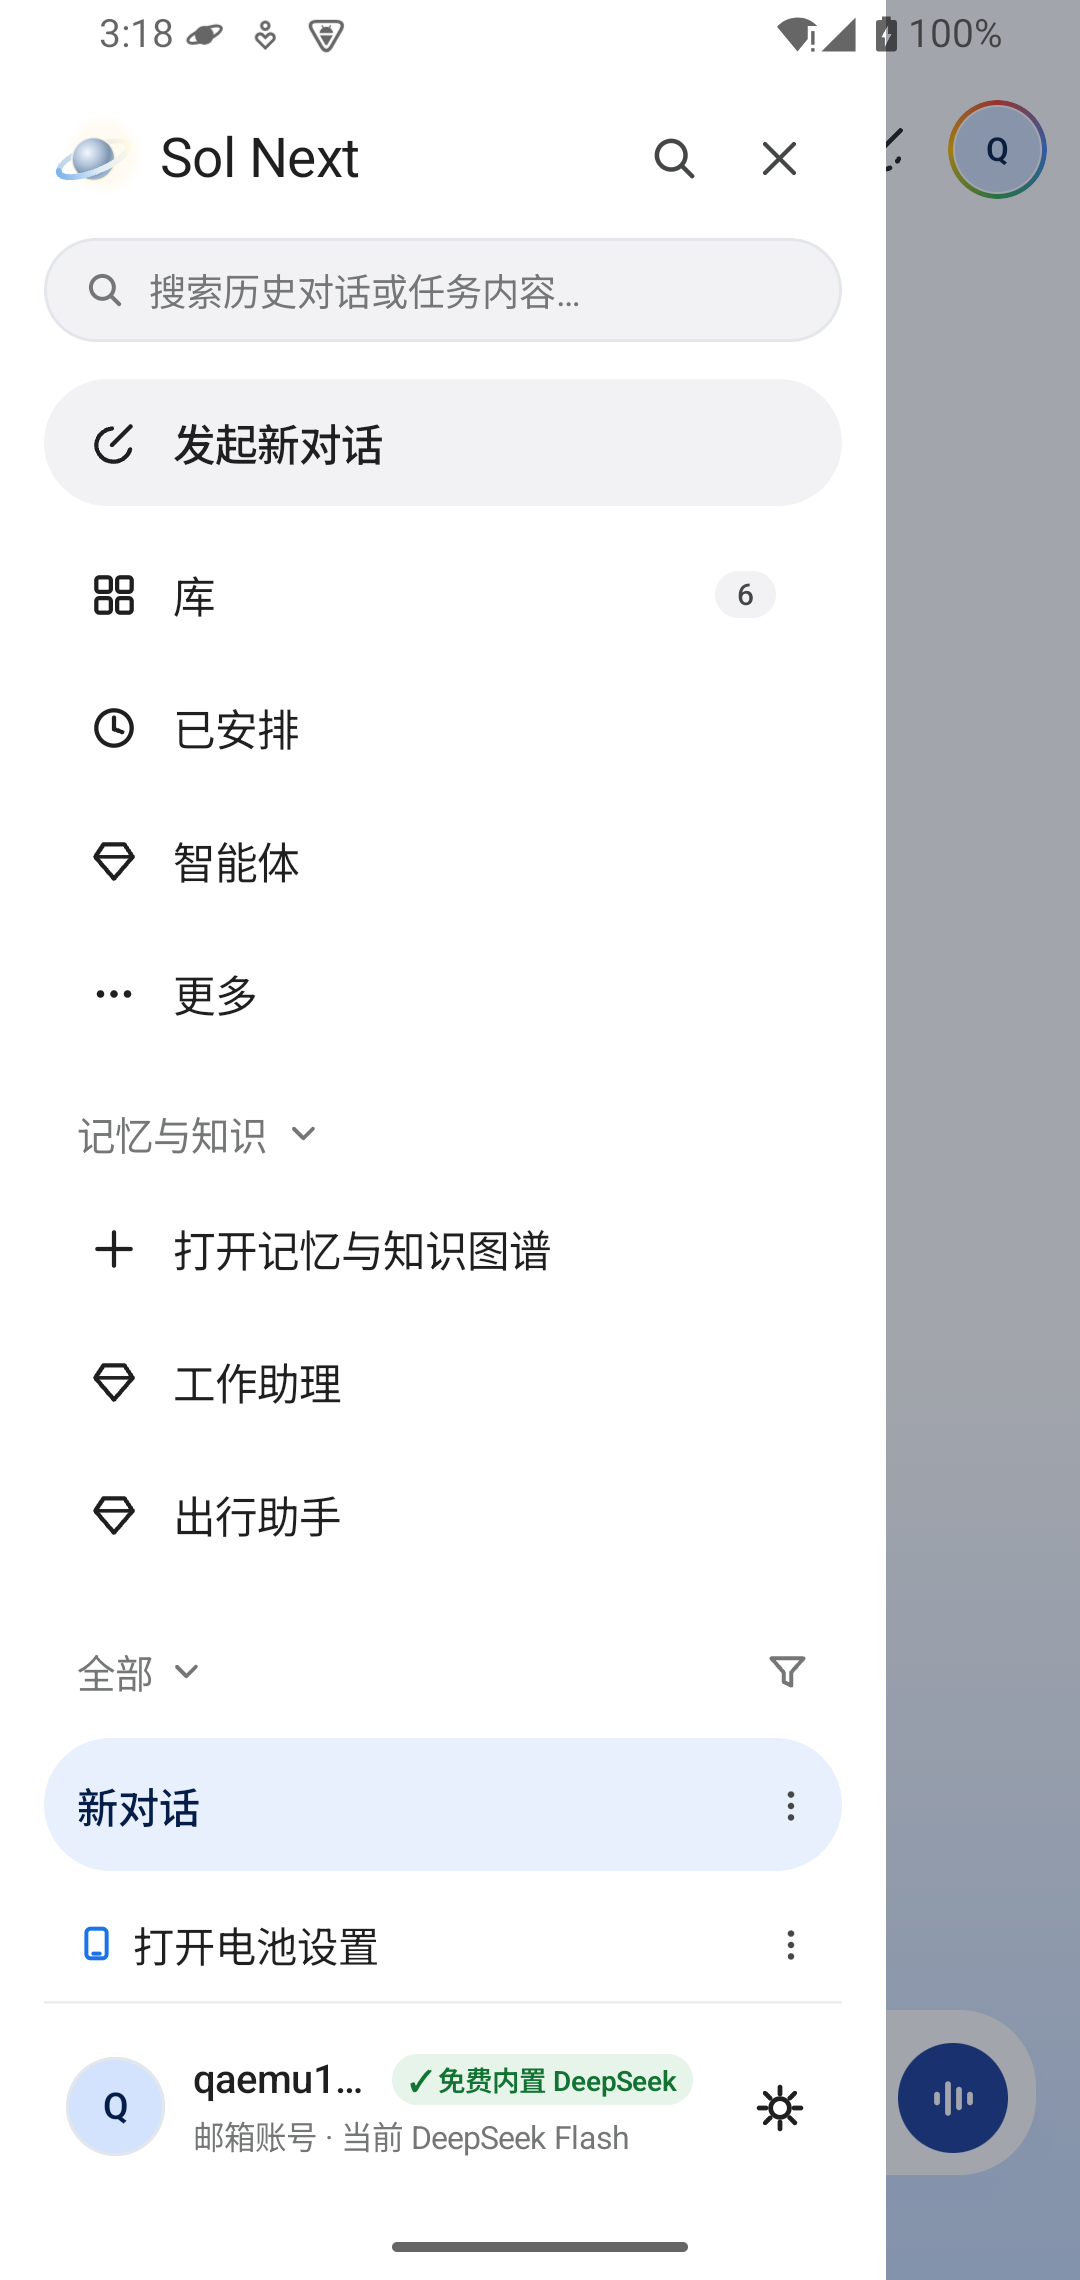 3:18
100%
Sol Next
Q
搜索历史对话或任务内容...
发起新对话
库
6
已安排
智能体
更多
记忆与知识
打开记忆与知识图谱
工作助理
出行助手
全部
新对话
打开电池设置
Q
qaemu1...
✓免费内置 DeepSeek
邮箱账号 · 当前 DeepSeek Flash